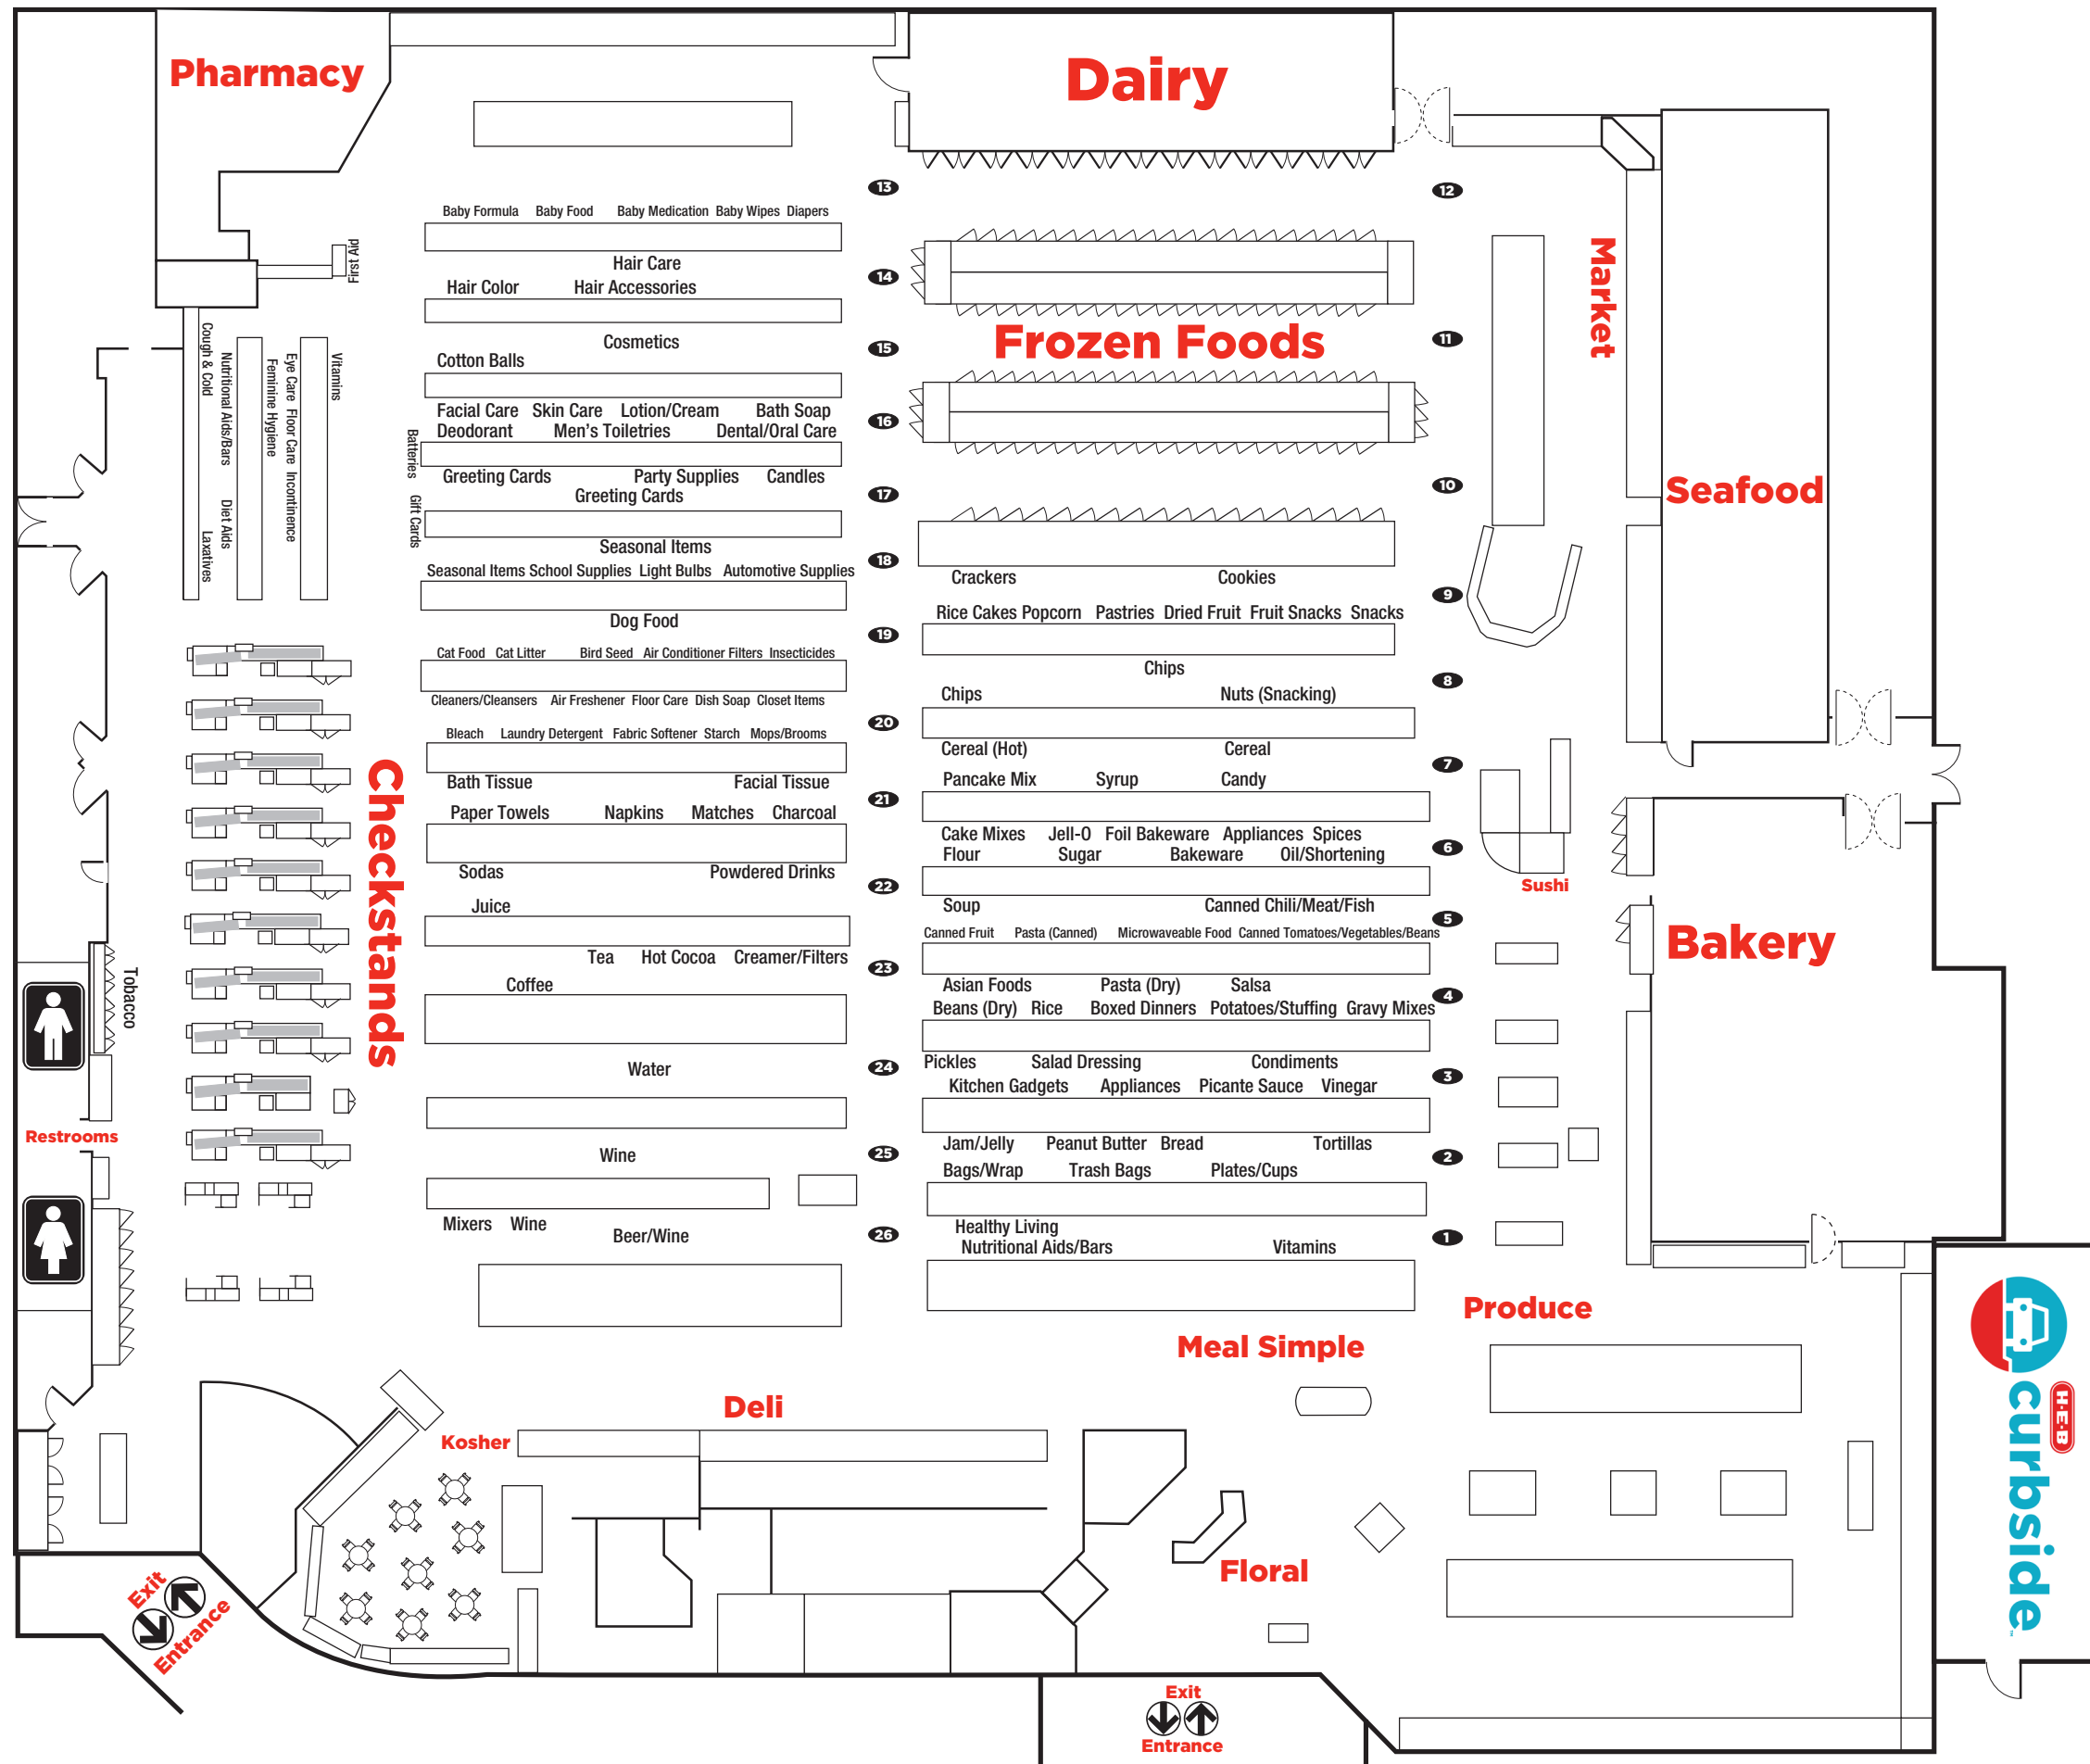 Pharmacy
Dairy
13
12
Baby Formula Baby Food Baby Medication Baby Wipes Diapers
First Aid
Hair Care
14
Market
Hair Color Hair Accessories
Cosmetics
15
Frozen Foods
11
Cotton Balls
Cough & Cold
Laxatives
Nutritional Aids/Bars Diet Aids
Feminine Hygiene
Eye Care Floor Care Incontinence
Vitamins
Facial Care Skin Care Lotion/Cream Bath Soap
16
Deodorant Men's Toiletries Dental/Oral Care
Batteries
Greeting Cards Party Supplies Candles
Greeting Cards
17
10
Seafood
Gift Cards
Seasonal Items
18
Seasonal Items School Supplies Light Bulbs Automotive Supplies
Crackers Cookies
9
Dog Food
19
Rice Cakes Popcorn Pastries Dried Fruit Fruit Snacks Snacks
Cat Food Cat Litter Bird Seed Air Conditioner Filters Insecticides
Chips
8
Cleaners/Cleansers Air Freshener Floor Care Dish Soap Closet Items
Chips Nuts (Snacking)
20
Bleach Laundry Detergent Fabric Softener Starch Mops/Brooms
Cereal (Hot) Cereal
7
Bath Tissue Facial Tissue
Pancake Mix Syrup Candy
21
Paper Towels Napkins Matches Charcoal
Cake Mixes Jell-O Foil Bakeware Appliances Spices
6
Flour Sugar Bakeware Oil/Shortening
Checkstands
Sodas Powdered Drinks
22
Sushi
Juice
Soup Canned Chili/Meat/Fish
5
Canned Fruit Pasta (Canned) Microwaveable Food Canned Tomatoes/Vegetables/Beans
Bakery
Tea Hot Cocoa Creamer/Filters
23
Coffee
Asian Foods Pasta (Dry) Salsa
4
Beans (Dry) Rice Boxed Dinners Potatoes/Stuffing Gravy Mixes
Tobacco
Water
24
Pickles Salad Dressing Condiments
3
Kitchen Gadgets Appliances Picante Sauce Vinegar
Restrooms
Wine
25
Jam/Jelly Peanut Butter Bread Tortillas
2
Bags/Wrap Trash Bags Plates/Cups
Mixers Wine
Beer/Wine
26
Healthy Living
1
Nutritional Aids/Bars Vitamins
Produce
Meal Simple
Deli
Kosher
H-E-B
curbside
™
Floral
Exit
Entrance
Exit
Entrance